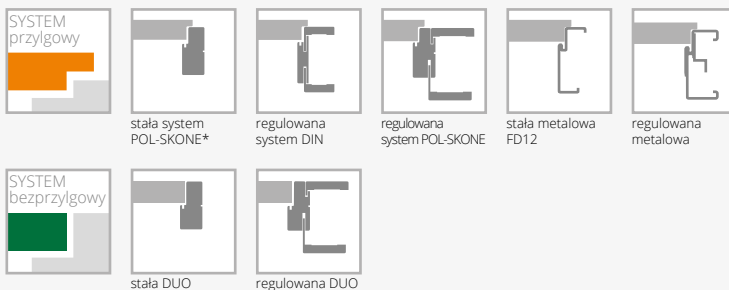 SYSTEM
przylgowy
stała system
POL-SKONE*
regulowana
system DIN
regulowana
system POL-SKONE
stała metalowa
FD12
regulowana
metalowa
SYSTEM
bezprzylgowy
stała DUO
regulowana DUO